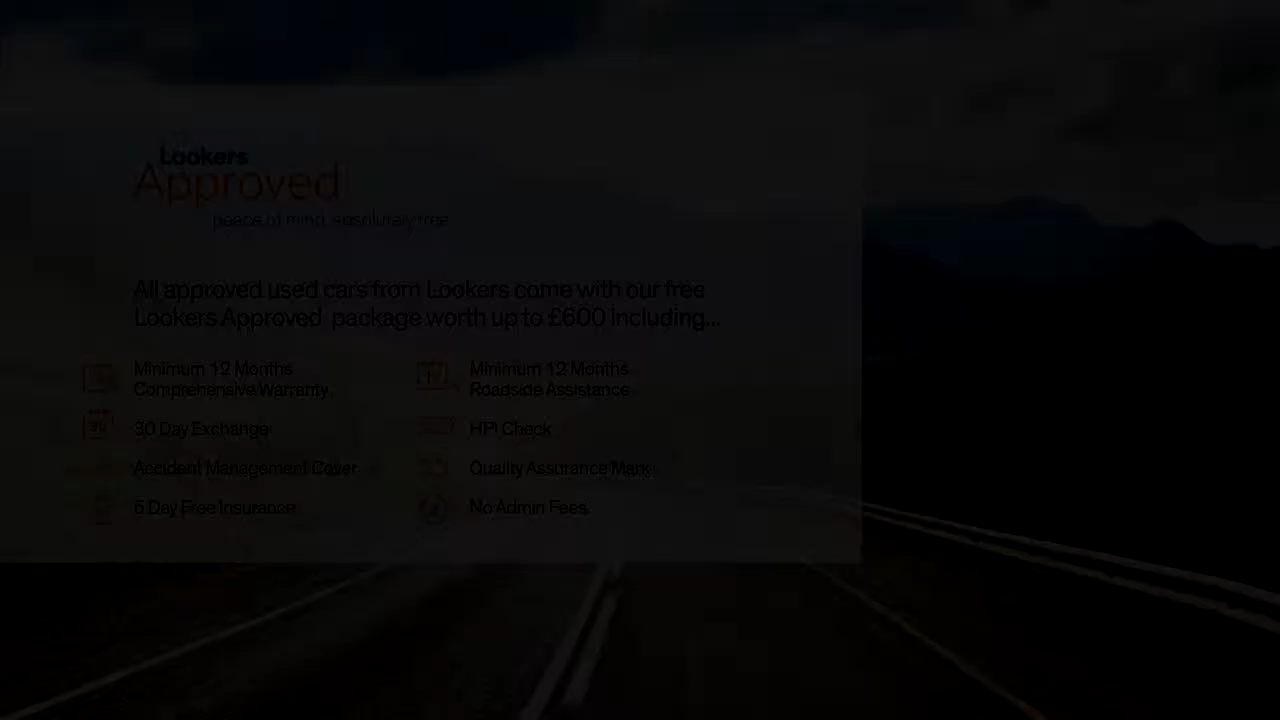 Lookers
Approved
peace of mind, absolutely free
All approved used cars from Lookers come with our free
Lookers Approved package worth up to £600 including...
Minimum 12 Months
Comprehensive Warranty
Minimum 12 Months
Roadside Assistance
30
30 Day Exchange
HPI Check
Accident Management Cover
Quality Assurance Mark
5 Day Free Insurance
No Admin Fees